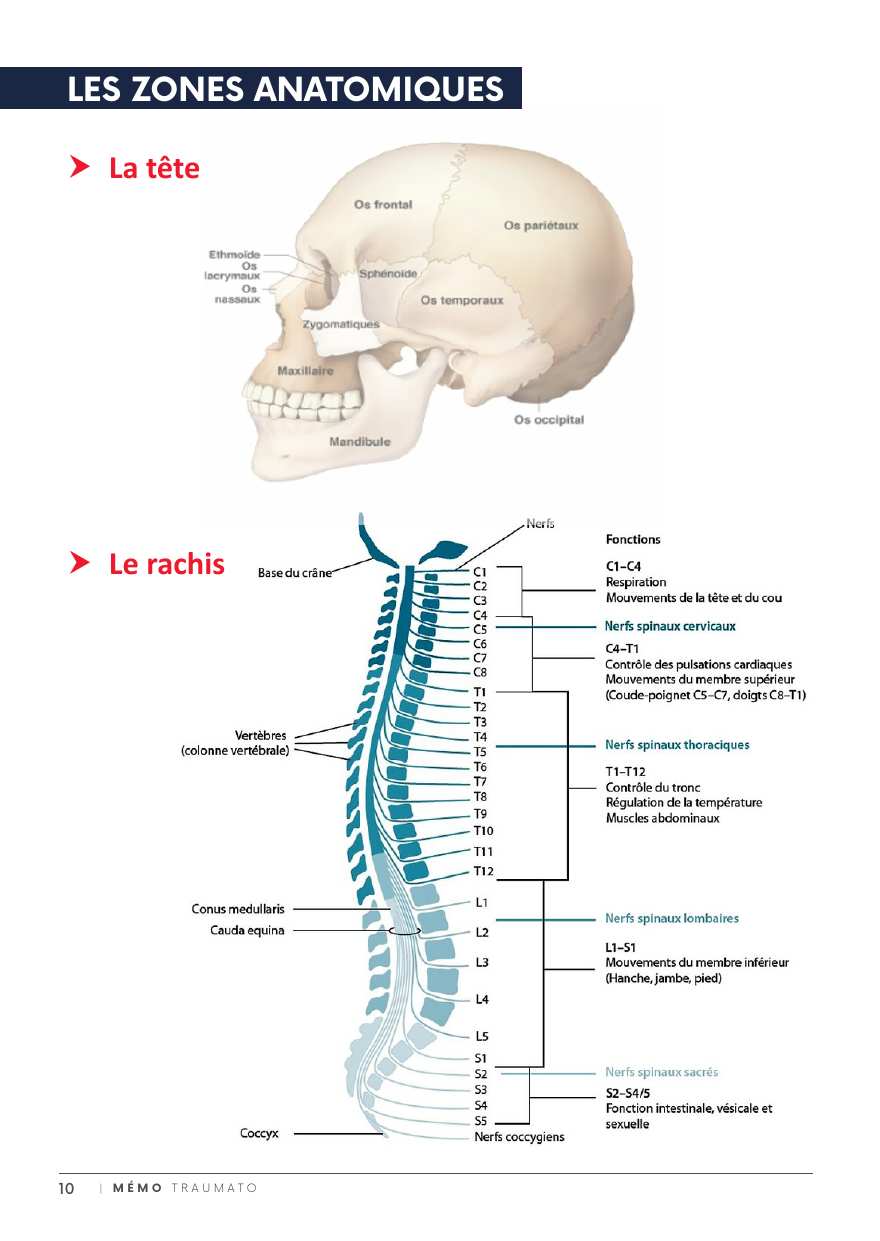 LES ZONES ANATOMIQUES
La tête
Os frontal
Os pariétaux
Ethmoïde
Os
lacrymaux
Os
nassaux
Sphénoïde
Os temporaux
Zygomatiques
Maxillaire
Mandibule
Os occipital
Le rachis
Nerfs
Base du crâne
Fonctions
C1
C2
C3
C4
C5
C6
C7
C8
T1
T2
T3
T4
T5
T6
T7
T8
T9
T10
T11
T12
L1
L2
L3
L4
L5
S1
S2
S3
S4
S5
Nerfs coccygiens
C1–C4
Respiration
Mouvements de la tête et du cou
Nerfs spinaux cervicaux
C4–T1
Contrôle des pulsations cardiaques
Mouvements du membre supérieur
(Coude-poignet C5–C7, doigts C8–T1)
Vertèbres
(colonne vertébrale)
Nerfs spinaux thoraciques
T1–T12
Contrôle du tronc
Régulation de la température
Muscles abdominaux
Conus medullaris
Cauda equina
Nerfs spinaux lombaires
L1–S1
Mouvements du membre inférieur
(Hanche, jambe, pied)
Nerfs spinaux sacrés
S2–S4/5
Fonction intestinale, vésicale et
sexuelle
Coccyx
10 | MÉMO TRAUMATO